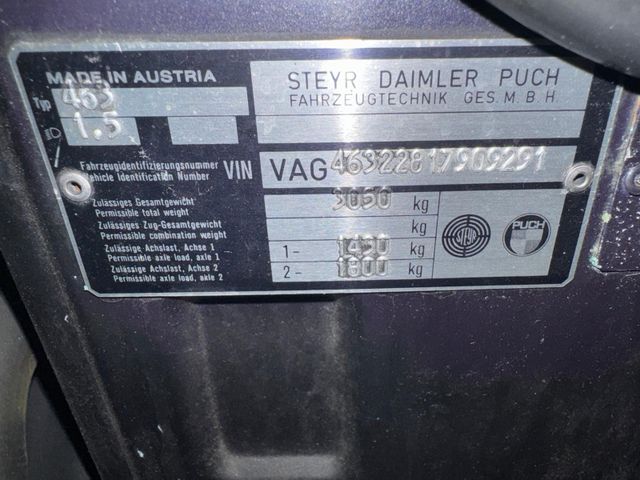 MADE IN AUSTRIA
STEYR DAIMLER PUCH
FAHRZEUGTECHNIK GES.M.B.H.
Typ 463
1.5
Fahrzeugidentifizierungsnummer
Vehicle Identification Number
VIN VAG46322817909291
Zulässiges Gesamtgewicht
Permissible total weight
3050 kg
Zulässiges Zug-Gesamtgewicht
Permissible combination weight
kg
Zulässige Achslast, Achse 1
Permissible axle load, axle 1
1- 1450 kg
Zulässige Achslast, Achse 2
Permissible axle load, axle 2
2- 1800 kg
STEYR
PUCH